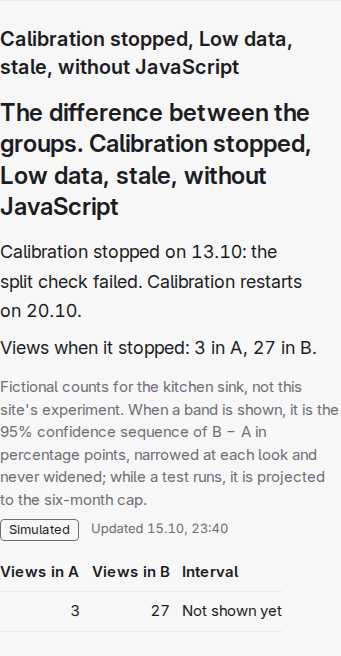 Calibration stopped, Low data,
stale, without JavaScript
The difference between the
groups. Calibration stopped,
Low data, stale, without
JavaScript
Calibration stopped on 13.10: the
split check failed. Calibration restarts
on 20.10.
Views when it stopped: 3 in A, 27 in B.
Fictional counts for the kitchen sink, not this
site's experiment. When a band is shown, it is the
95% confidence sequence of B − A in
percentage points, narrowed at each look and
never widened; while a test runs, it is projected
to the six-month cap.
Simulated Updated 15.10, 23:40
Views in A Views in B Interval
3 27 Not shown yet